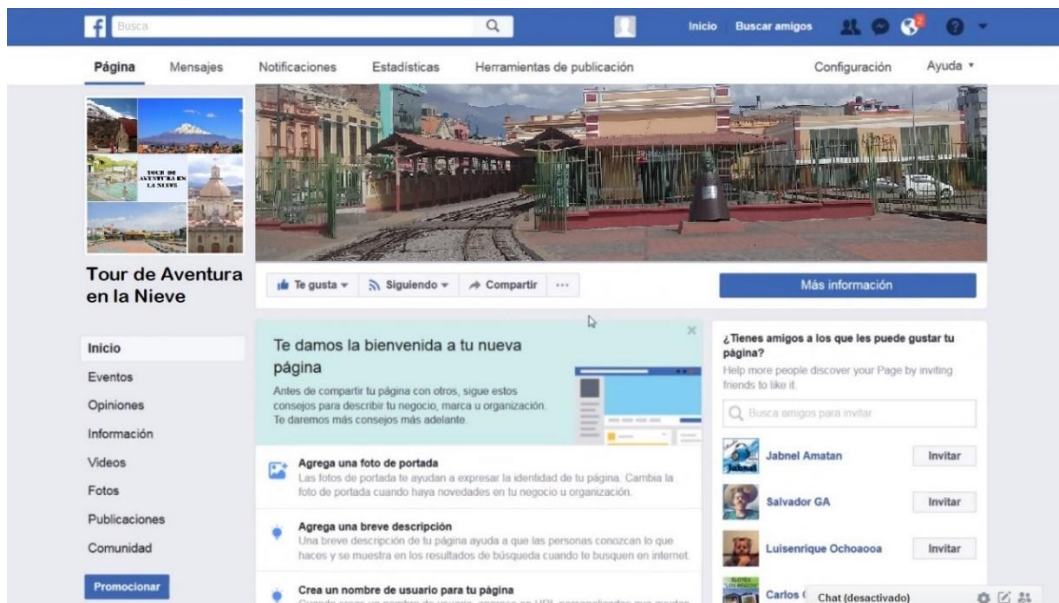 Busca
Inicio
Buscar amigos
2
Página
Mensajes
Notificaciones
Estadísticas
Herramientas de publicación
Configuración
Ayuda
TOUR DE
AVENTURA EN
LA NIEVE
Tour de Aventura
en la Nieve
Te gusta
Siguiendo
Compartir
Más información
Inicio
Eventos
Opiniones
Información
Videos
Fotos
Publicaciones
Comunidad
Promocionar
Te damos la bienvenida a tu nueva
página
Antes de compartir tu página con otros, sigue estos
consejos para describir tu negocio, marca u organización.
Te daremos más consejos más adelante.
Agrega una foto de portada
Las fotos de portada te ayudan a expresar la identidad de tu página. Cambia la
foto de portada cuando haya novedades en tu negocio u organización.
Agrega una breve descripción
Una breve descripción de tu página ayuda a que las personas conozcan lo que
haces y se muestra en los resultados de búsqueda cuando te busquen en internet.
Crea un nombre de usuario para tu página
¿Tienes amigos a los que les puede gustar tu
página?
Help more people discover your Page by inviting
friends to like it.
Busca amigos para invitar
Jabnel Amatan
Invitar
Salvador GA
Invitar
Luisenrique Ochoaooa
Invitar
Carlos
Chat (desactivado)